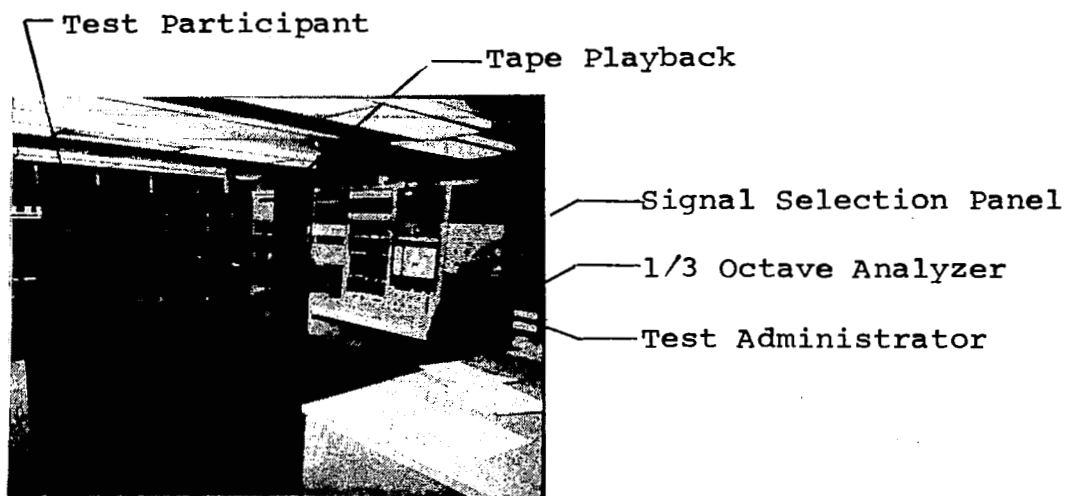 Test Participant
Tape Playback
Signal Selection Panel
1/3 Octave Analyzer
Test Administrator